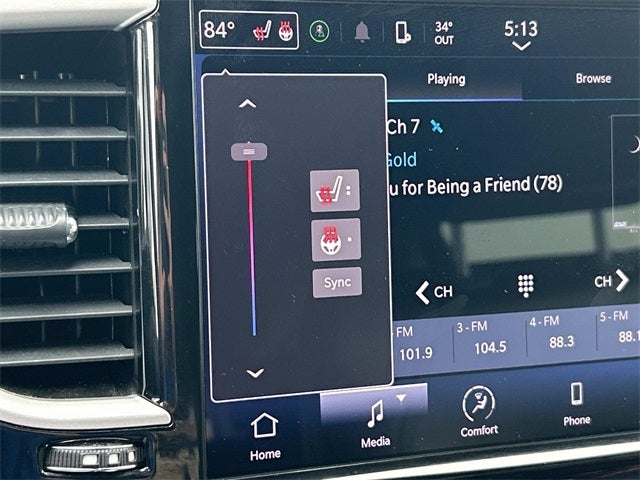 84° 34° OUT 5:13
Playing Browse
Ch 7
Gold
u for Being a Friend (78)
Sync
CH CH
FM 3-FM 4-FM 5-FM
101.9 104.5 88.3 88.1
Home Media Comfort Phone